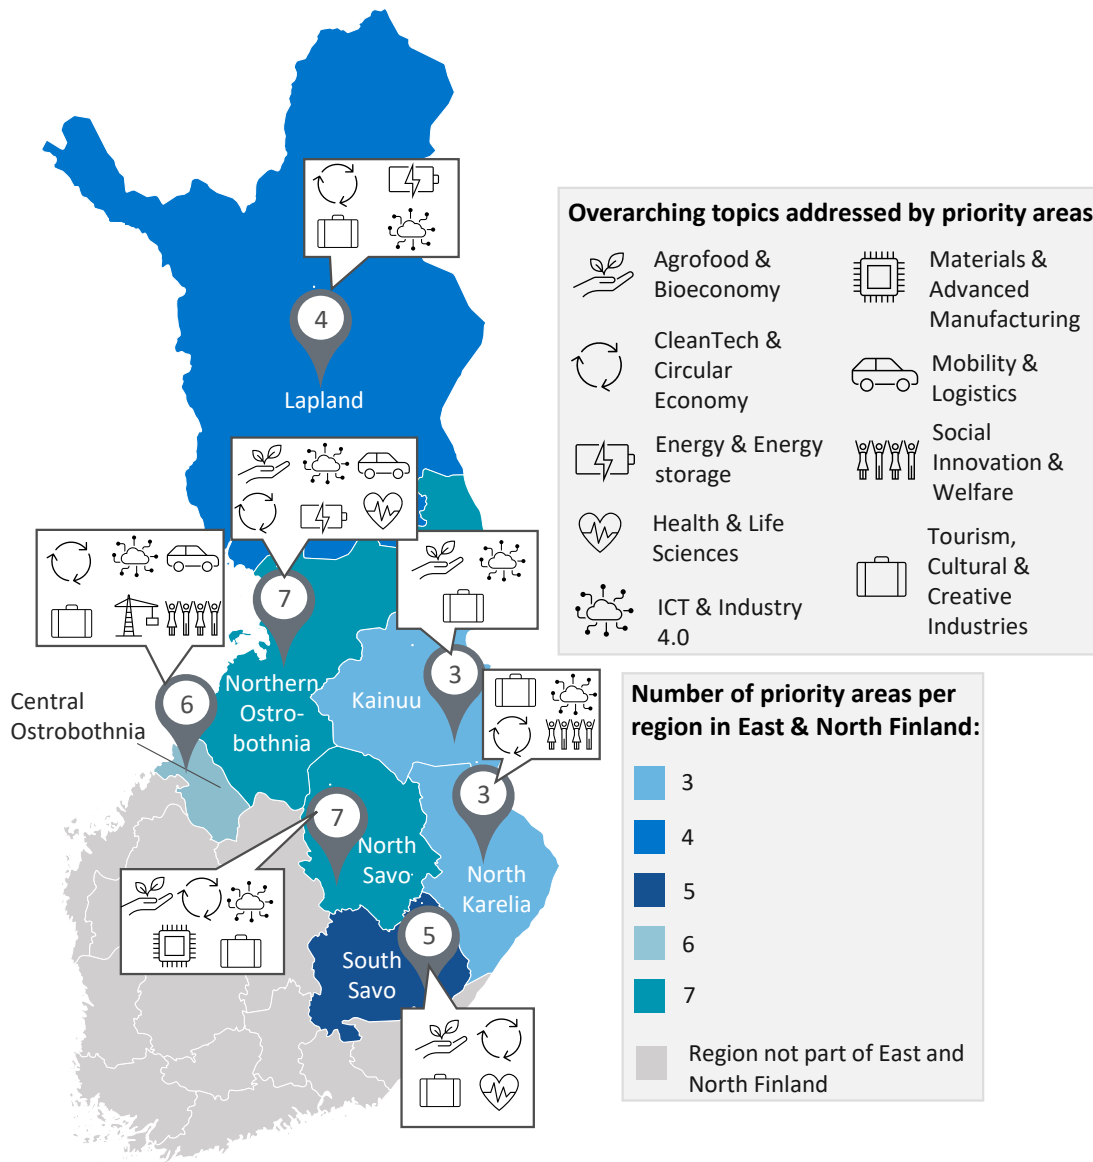 4
Lapland
7
Northern
Ostro-
bothnia
Central
Ostrobothnia
6
Kainuu
3
3
North
Karelia
7
North
Savo
5
South
Savo
Overarching topics addressed by priority areas
Agrofood &
Bioeconomy
CleanTech &
Circular
Economy
Energy & Energy
storage
Health & Life
Sciences
ICT & Industry
4.0
Materials &
Advanced
Manufacturing
Mobility &
Logistics
Social
Innovation &
Welfare
Tourism,
Cultural &
Creative
Industries
Number of priority areas per
region in East & North Finland:
3
4
5
6
7
Region not part of East and
North Finland